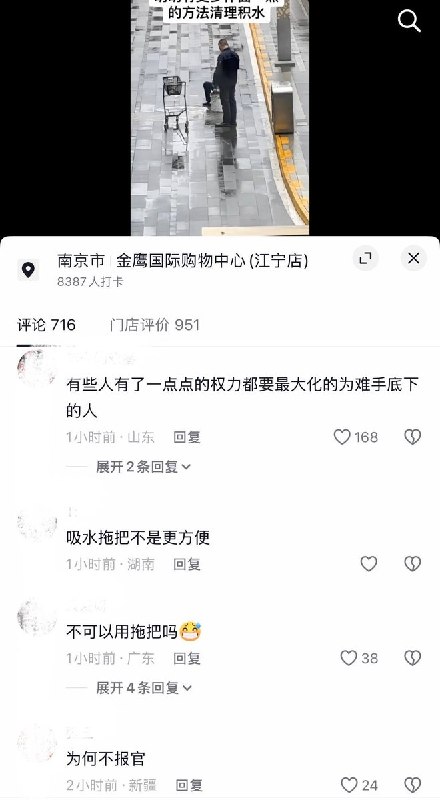 的方法清理积水
南京市 | 金鹰国际购物中心(江宁店)
8387人打卡
评论 716 门店评价 951
有些人有了一点点的权力都要最大化的为难手底下
的人
1小时前·山东 回复 168
展开2条回复
吸水拖把不是更方便
1小时前·湖南 回复
不可以用拖把吗😅
1小时前·广东 回复 38
展开4条回复
为何不报官
2小时前·新疆 回复 24